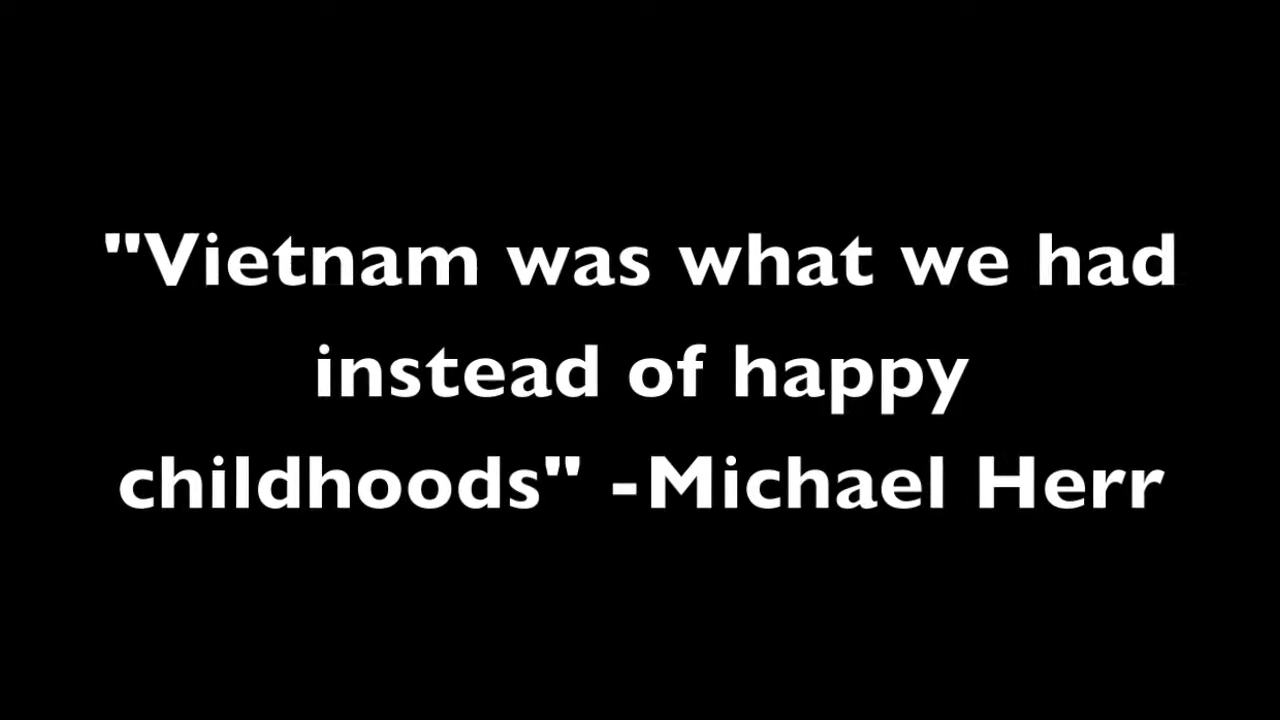 "Vietnam was what we had
instead of happy
childhoods" -Michael Herr